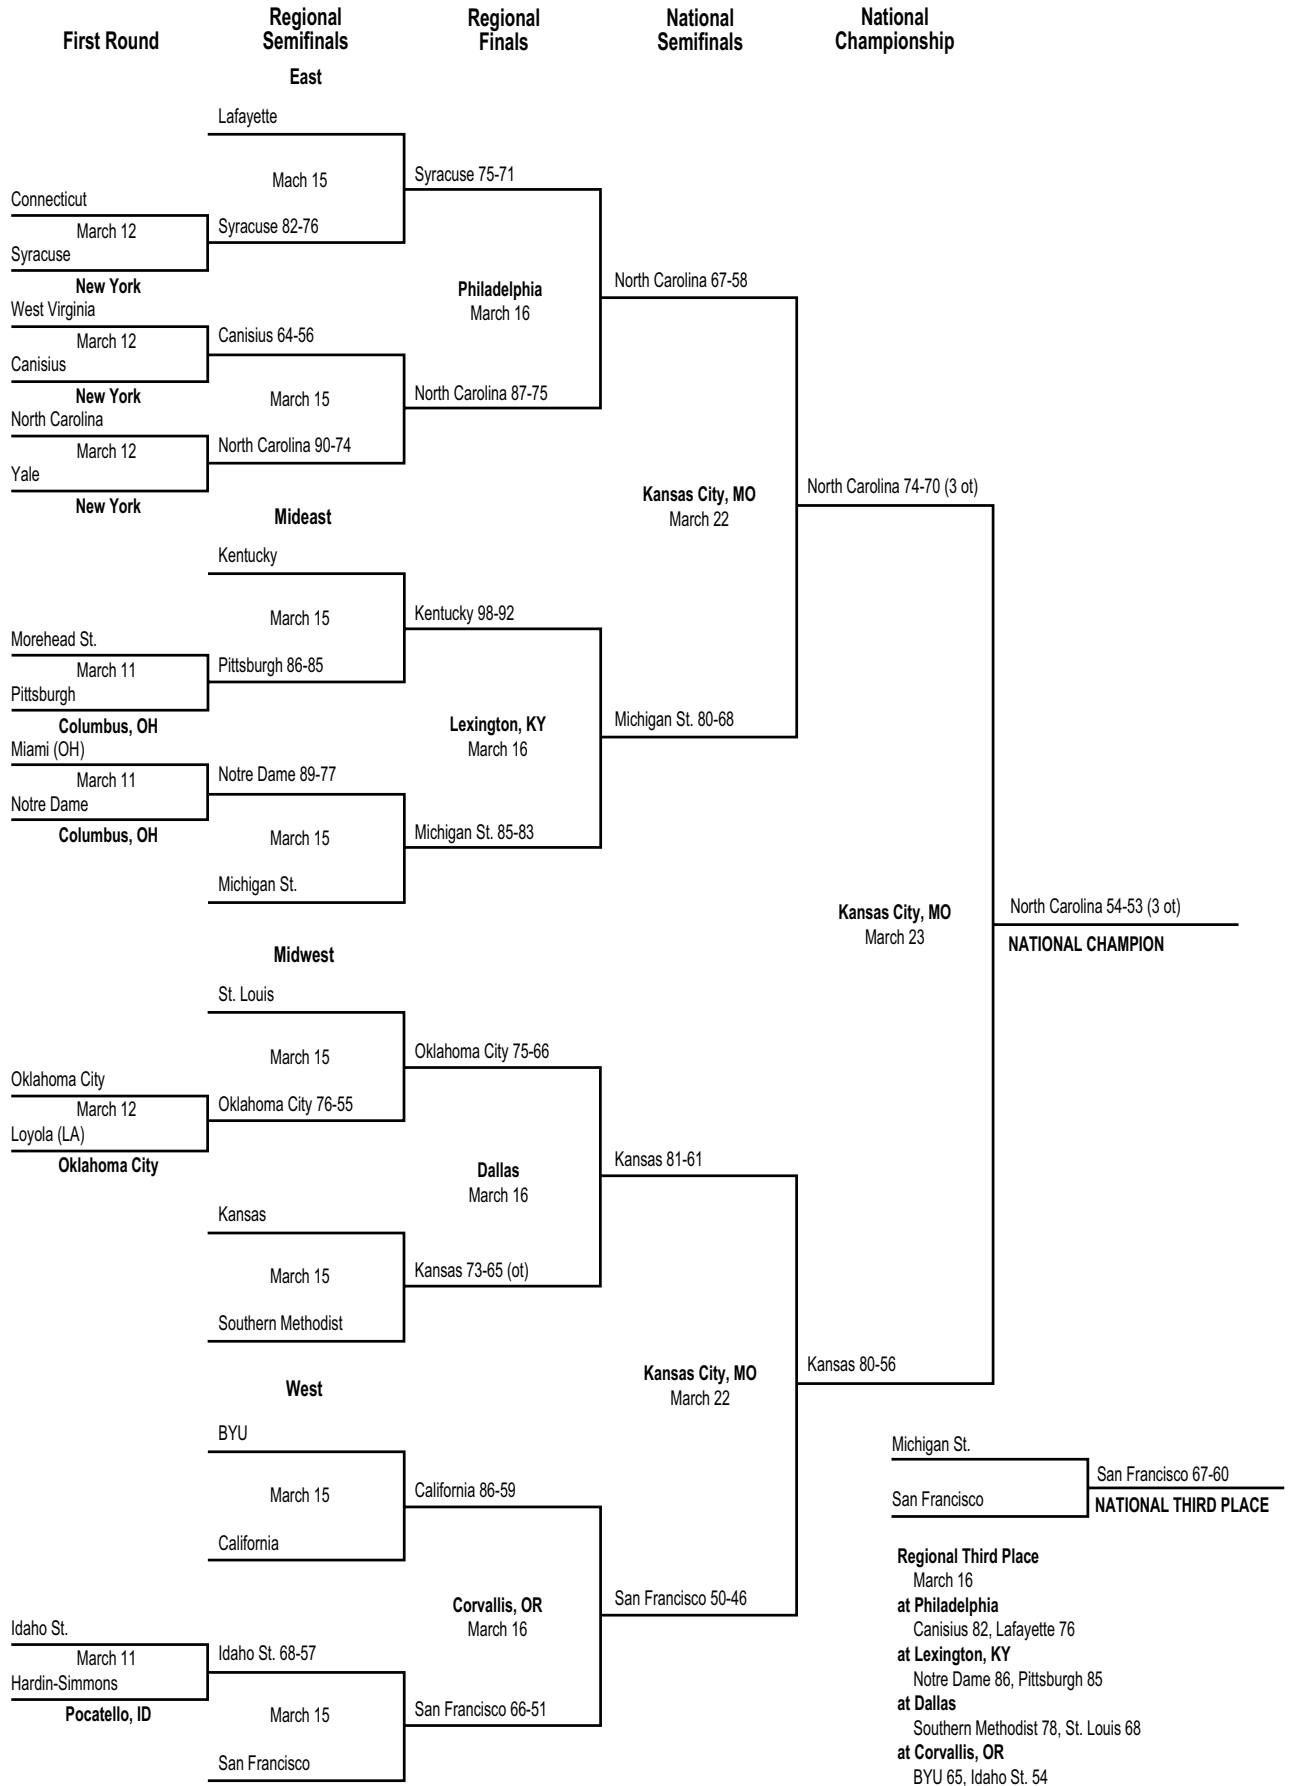 First Round
Regional
Semifinals
Regional
Finals
National
Semifinals
National
Championship
East
Lafayette
Mach 15
Syracuse 75-71
Connecticut
March 12
Syracuse 82-76
Syracuse
New York
Philadelphia
March 16
North Carolina 67-58
West Virginia
March 12
Canisius 64-56
Canisius
New York
March 15
North Carolina 87-75
North Carolina
March 12
North Carolina 90-74
Yale
New York
Kansas City, MO
March 22
North Carolina 74-70 (3 ot)
Mideast
Kentucky
March 15
Kentucky 98-92
Morehead St.
March 11
Pittsburgh 86-85
Pittsburgh
Columbus, OH
Lexington, KY
March 16
Michigan St. 80-68
Miami (OH)
March 11
Notre Dame 89-77
Notre Dame
Columbus, OH
March 15
Michigan St. 85-83
Michigan St.
Kansas City, MO
March 23
North Carolina 54-53 (3 ot)
NATIONAL CHAMPION
Midwest
St. Louis
March 15
Oklahoma City 75-66
Oklahoma City
March 12
Oklahoma City 76-55
Loyola (LA)
Oklahoma City
Dallas
March 16
Kansas 81-61
Kansas
March 15
Kansas 73-65 (ot)
Southern Methodist
Kansas City, MO
March 22
Kansas 80-56
West
BYU
March 15
California 86-59
California
Corvallis, OR
March 16
San Francisco 50-46
Idaho St.
March 11
Idaho St. 68-57
Hardin-Simmons
Pocatello, ID
March 15
San Francisco 66-51
San Francisco
Michigan St.
San Francisco 67-60
San Francisco
NATIONAL THIRD PLACE
Regional Third Place
March 16
at Philadelphia
Canisius 82, Lafayette 76
at Lexington, KY
Notre Dame 86, Pittsburgh 85
at Dallas
Southern Methodist 78, St. Louis 68
at Corvallis, OR
BYU 65, Idaho St. 54